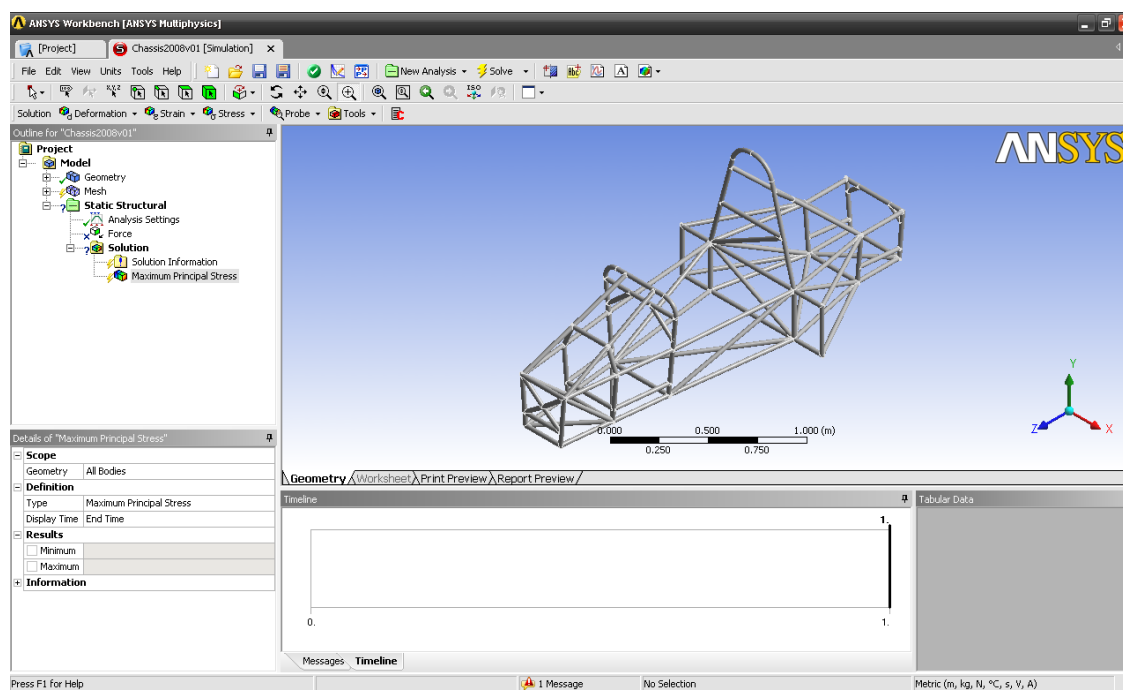 ANSYS Workbench [ANSYS Multiphysics]
[Project] Chassis2008v01 [Simulation]
File Edit View Units Tools Help New Analysis Solve A
XYZ ISO
Solution Deformation Strain Stress Probe Tools
Outline for "Chassis2008v01"
Project
Model
Geometry
Mesh
Static Structural
Analysis Settings
Force
Solution
Solution Information
Maximum Principal Stress
ANSYS
Y
Z X
0.000 0.500 1.000 (m)
0.250 0.750
Details of "Maximum Principal Stress"
Scope
Geometry All Bodies
Definition
Type Maximum Principal Stress
Display Time End Time
Results
Minimum
Maximum
Information
Geometry Worksheet Print Preview Report Preview
Timeline
1.
0. 1.
Messages Timeline
Tabular Data
Press F1 for Help 1 Message No Selection Metric (m, kg, N, °C, s, V, A)